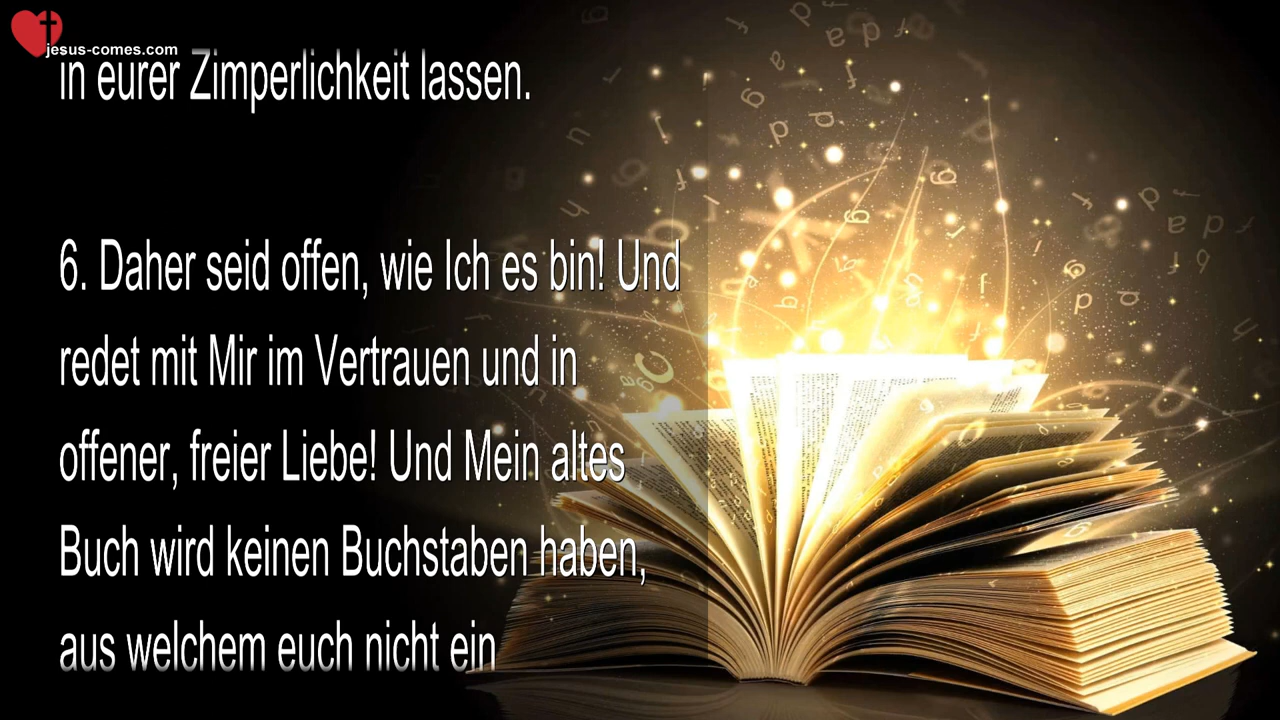 jesus-comes.com
in eurer Zimperlichkeit lassen.
6. Daher seid offen, wie Ich es bin! Und
redet mit Mir im Vertrauen und in
offener, freier Liebe! Und Mein altes
Buch wird keinen Buchstaben haben,
aus welchem euch nicht ein